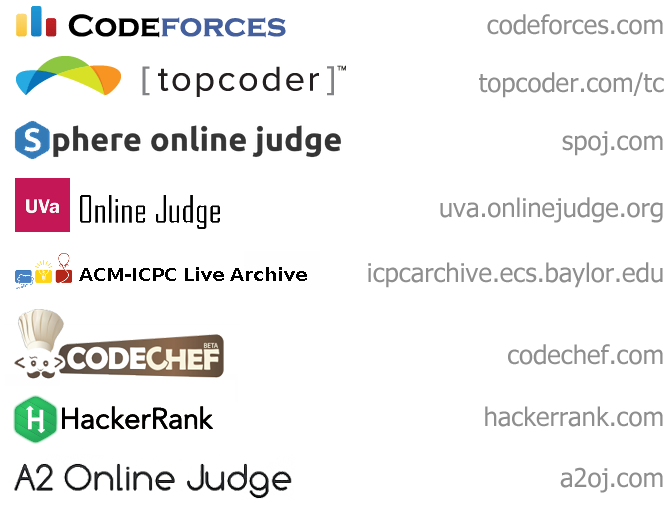 CODEFORCES codeforces.com
[topcoder]™ topcoder.com/tc
Sphere online judge spoj.com
UVa Online Judge uva.onlinejudge.org
ACM-ICPC Live Archive icpcarchive.ecs.baylor.edu
BETA
CODECHEF codechef.com
HackerRank hackerrank.com
A2 Online Judge a2oj.com